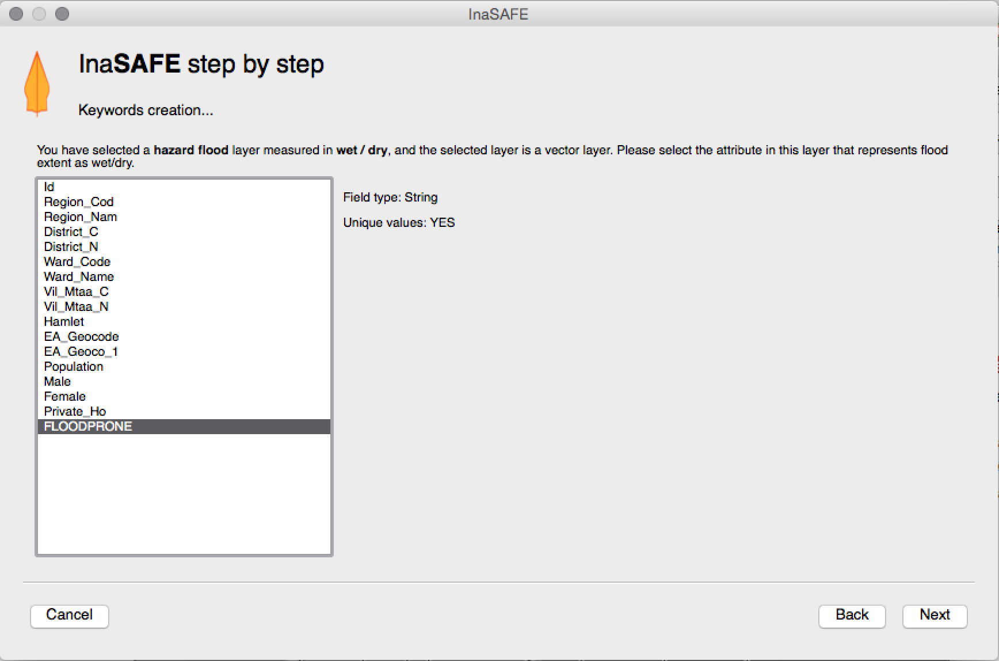 InaSAFE
InaSAFE step by step
Keywords creation...
You have selected a hazard flood layer measured in wet / dry, and the selected layer is a vector layer. Please select the attribute in this layer that represents flood
extent as wet/dry.
Id
Region_Cod
Region_Nam
District_C
District_N
Ward_Code
Ward_Name
Vil_Mtaa_C
Vil_Mtaa_N
Hamlet
EA_Geocode
EA_Geoco_1
Population
Male
Female
Private_Ho
FLOODPRONE
Field type: String
Unique values: YES
Cancel
Back
Next